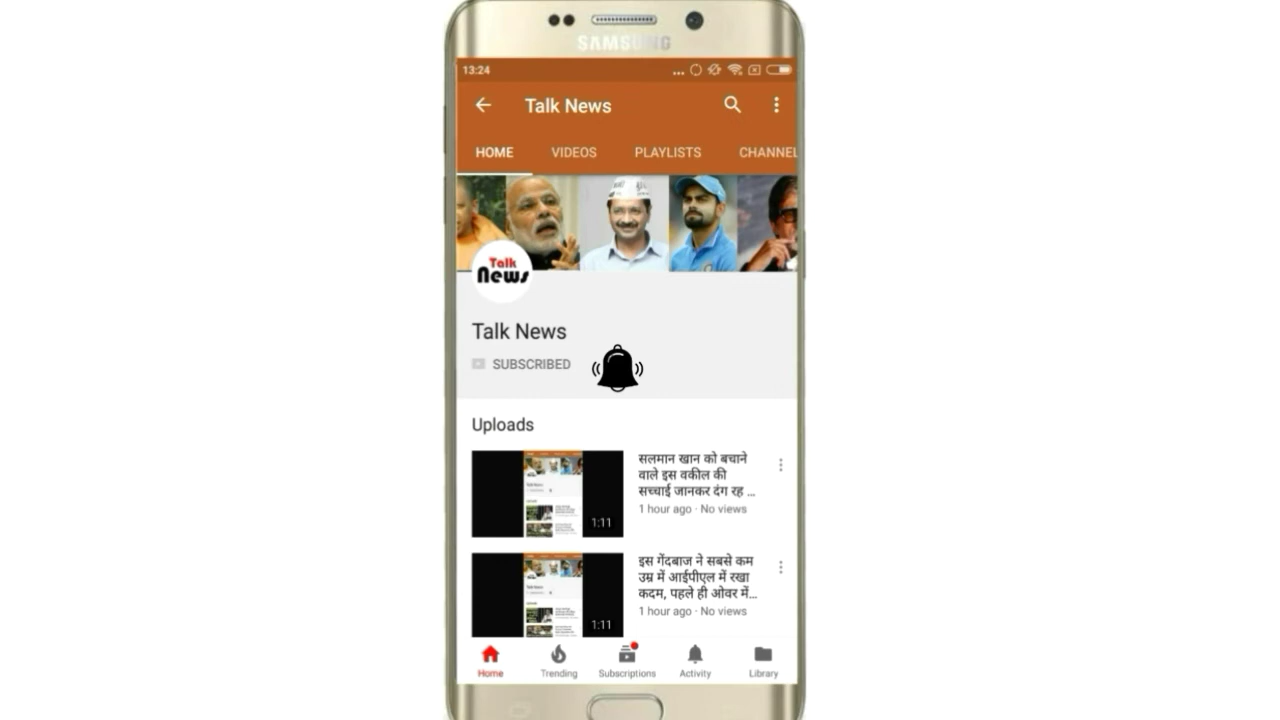 SAMSUNG
13:24
Talk News
HOME VIDEOS PLAYLISTS CHANNEL
Talk
News
Talk News
SUBSCRIBED
Uploads
सलमान खान को बचाने
वाले इस वकील की
सच्चाई जानकर दंग रह ...
1 hour ago · No views
1:11
इस गेंदबाज ने सबसे कम
उम्र में आईपीएल में रखा
कदम, पहले ही ओवर में...
1 hour ago · No views
1:11
Home Trending Subscriptions Activity Library